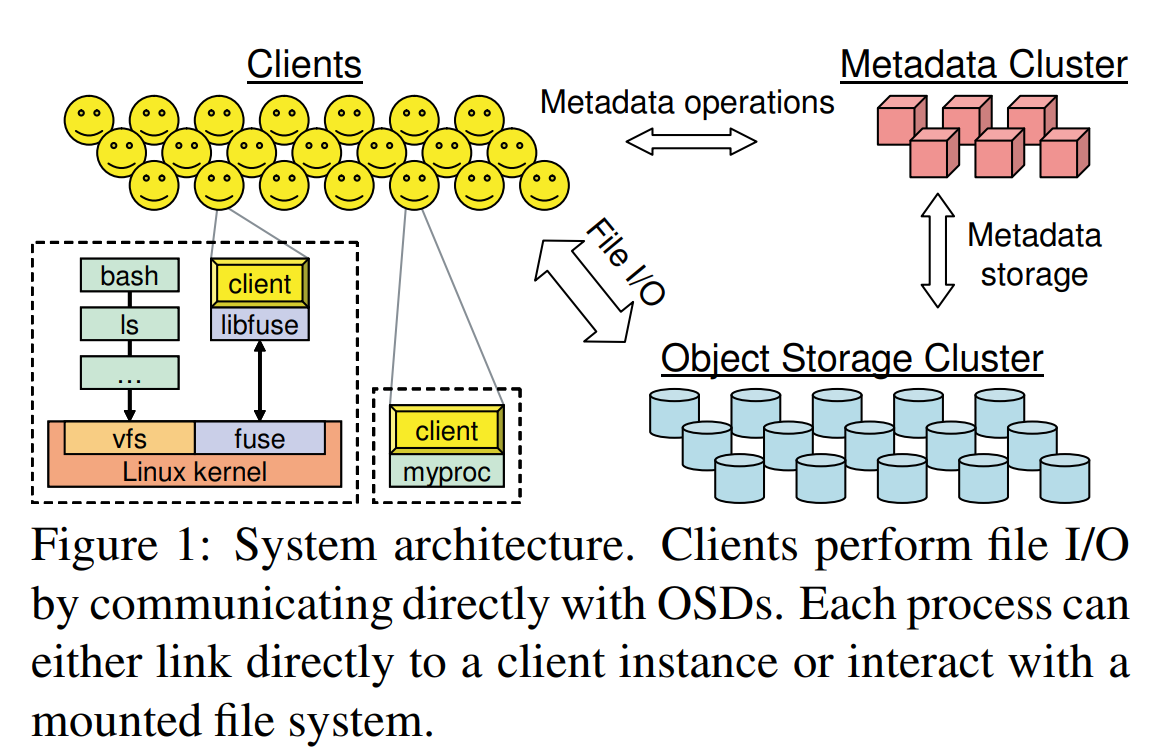 Clients
Metadata Cluster
Metadata operations
File I/O
Metadata
storage
bash
client
ls
libfuse
...
vfs
fuse
Linux kernel
client
myproc
Object Storage Cluster
Figure 1: System architecture. Clients perform file I/O
by communicating directly with OSDs. Each process can
either link directly to a client instance or interact with a
mounted file system.